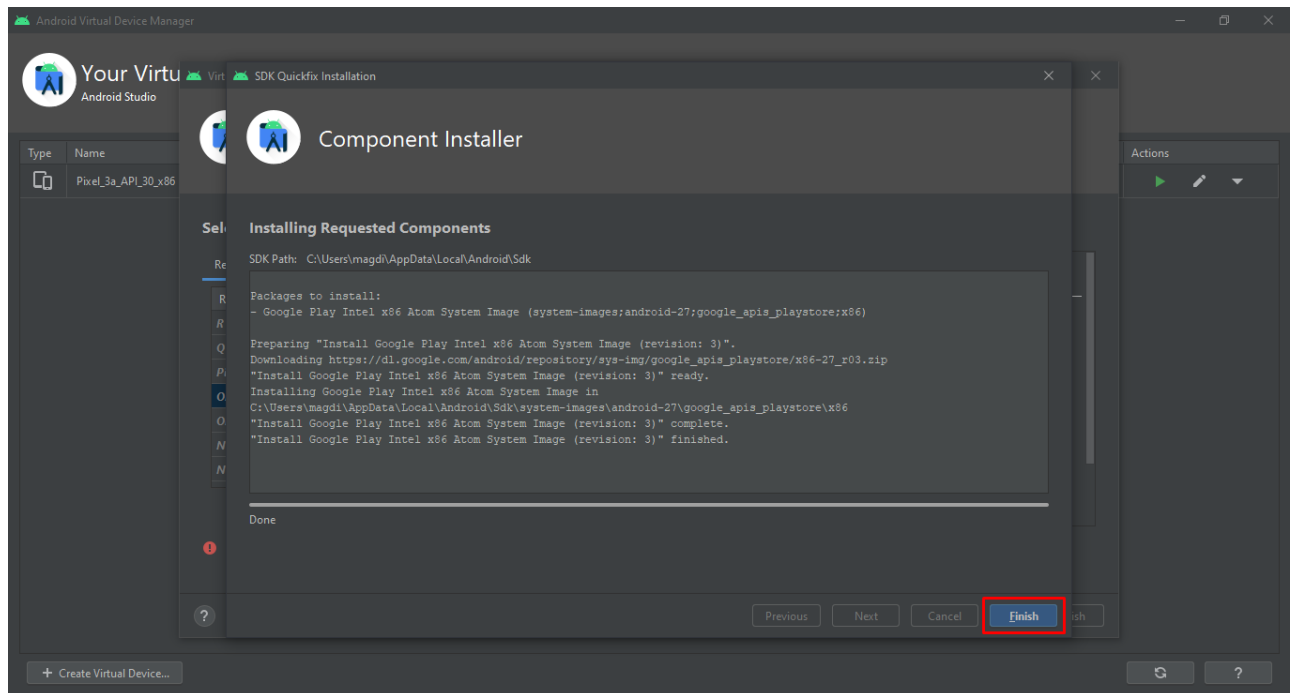 Android Virtual Device Manager
Your Virtu
Android Studio
Virt
SDK Quickfix Installation
Component Installer
Type Name
Actions
Pixel_3a_API_30_x86
Sele
Installing Requested Components
Re
SDK Path: C:\Users\magdi\AppData\Local\Android\Sdk
R
Packages to install:
- Google Play Intel x86 Atom System Image (system-images;android-27;google_apis_playstore;x86)
R
Q
Preparing "Install Google Play Intel x86 Atom System Image (revision: 3)".
Downloading https://dl.google.com/android/repository/sys-img/google_apis_playstore/x86-27_r03.zip
"Install Google Play Intel x86 Atom System Image (revision: 3)" ready.
Installing Google Play Intel x86 Atom System Image in
C:\Users\magdi\AppData\Local\Android\Sdk\system-images\android-27\google_apis_playstore\x86
"Install Google Play Intel x86 Atom System Image (revision: 3)" complete.
"Install Google Play Intel x86 Atom System Image (revision: 3)" finished.
O
O
N
N
Done
?
Previous Next Cancel Finish sh
+ Create Virtual Device...
?